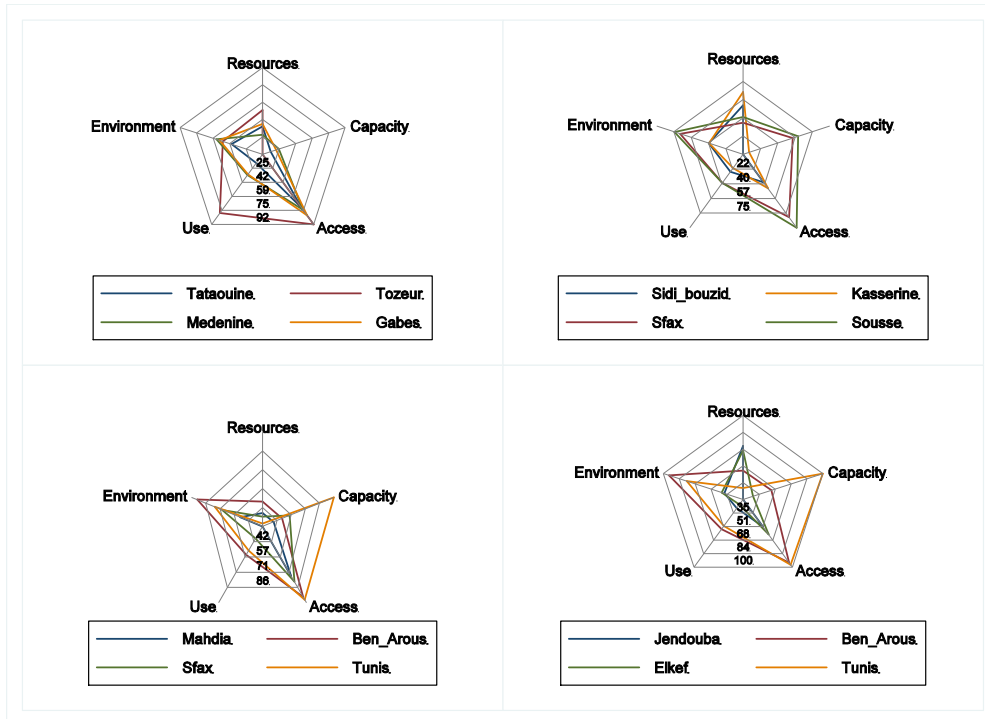 Resources
Environment
Capacity
25
42
59
75
92
Use
Access
Tataouine
Tozeur
Medenine
Gabes
Resources
Environment
Capacity
22
40
57
75
Use
Access
Sidi_bouzid
Kasserine
Sfax
Sousse
Resources
Environment
Capacity
42
57
71
86
Use
Access
Mahdia
Ben_Arous
Sfax
Tunis
Resources
Environment
Capacity
35
51
68
84
100
Use
Access
Jendouba
Ben_Arous
Elkef
Tunis